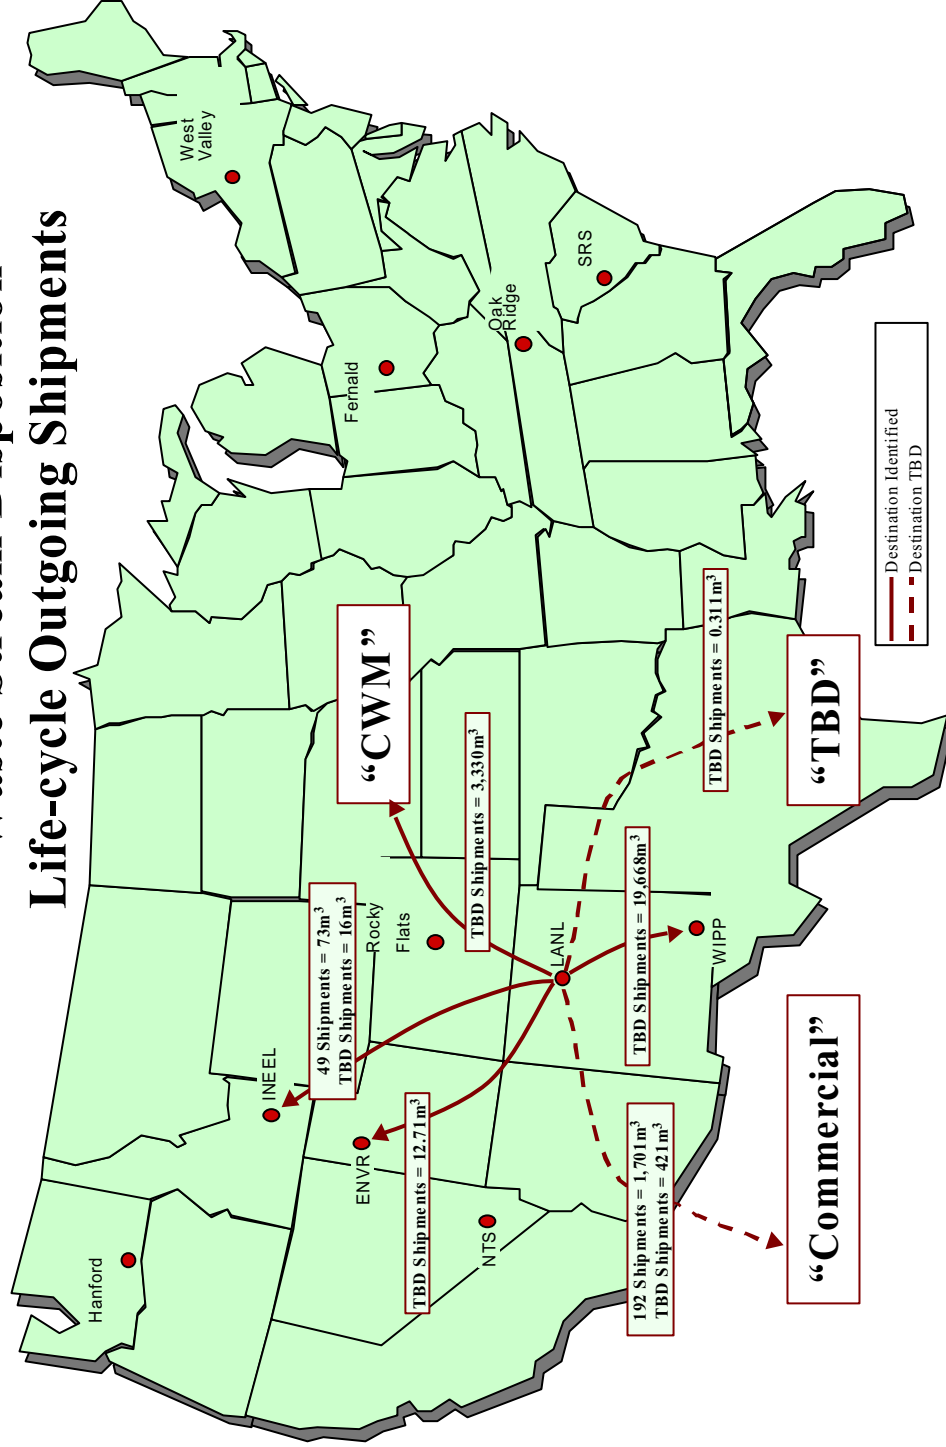 Life-cycle Outgoing Shipments
Hanford
INEEL
49 Shipments = 73m³
TBD Shipments = 16m³
Rocky
Flats
“CWM”
Fernald
West
Valley
ENVR
TBD Shipments = 12.71m³
TBD Shipments = 3,330m³
NTS
LANL
Oak
Ridge
SRS
192 Shipments = 1,701m³
TBD Shipments = 421m³
TBD Shipments = 19,668m³
WIPP
TBD Shipments = 0.311m³
“Commercial”
“TBD”
Destination Identified
Destination TBD